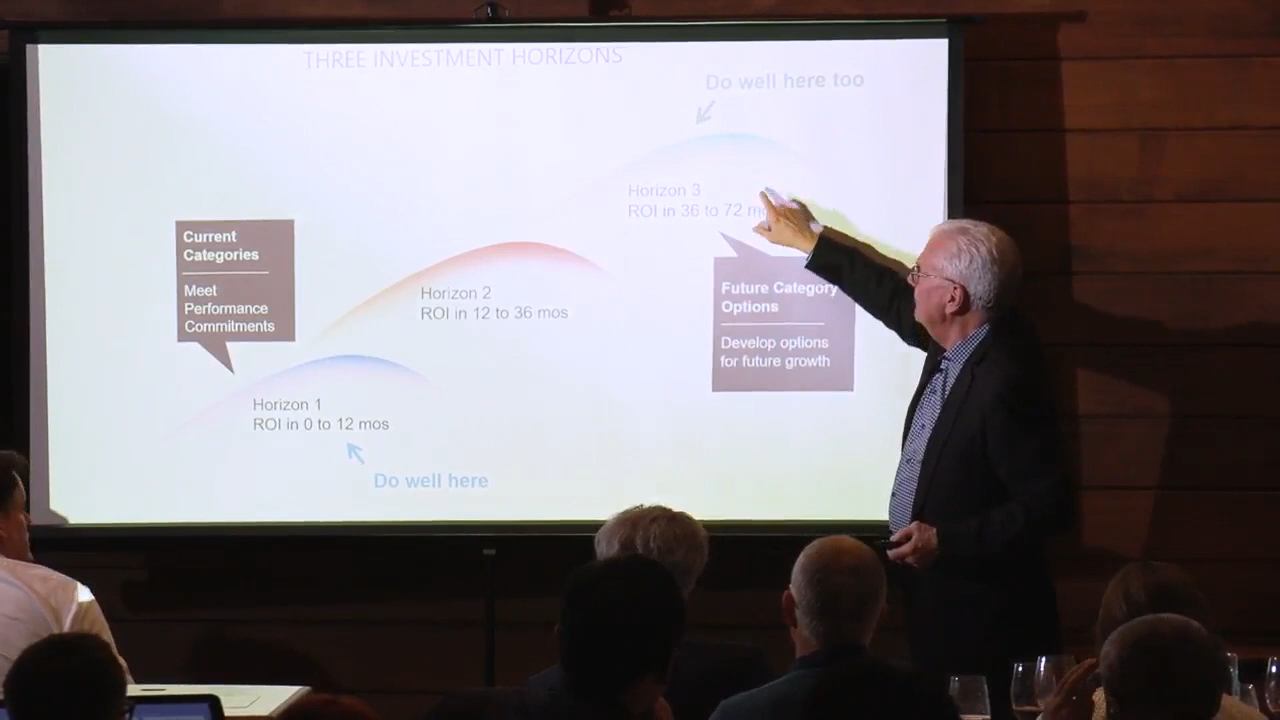 THREE INVESTMENT HORIZONS
Do well here too
Horizon 3
ROI in 36 to 72
Current
Categories
Meet
Performance
Commitments
Horizon 2
ROI in 12 to 36 mos
Future Category
Options
Develop options
for future growth
Horizon 1
ROI in 0 to 12 mos
Do well here